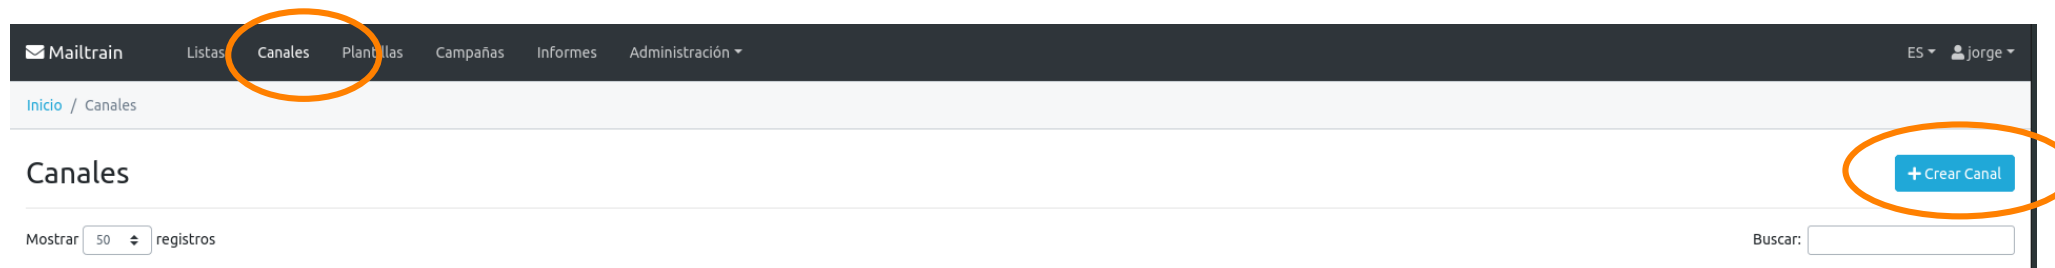 Mailtrain Listas Canales Plantillas Campañas Informes Administración ES jorge
Inicio / Canales
Canales
+ Crear Canal
Mostrar 50 registros
Buscar: